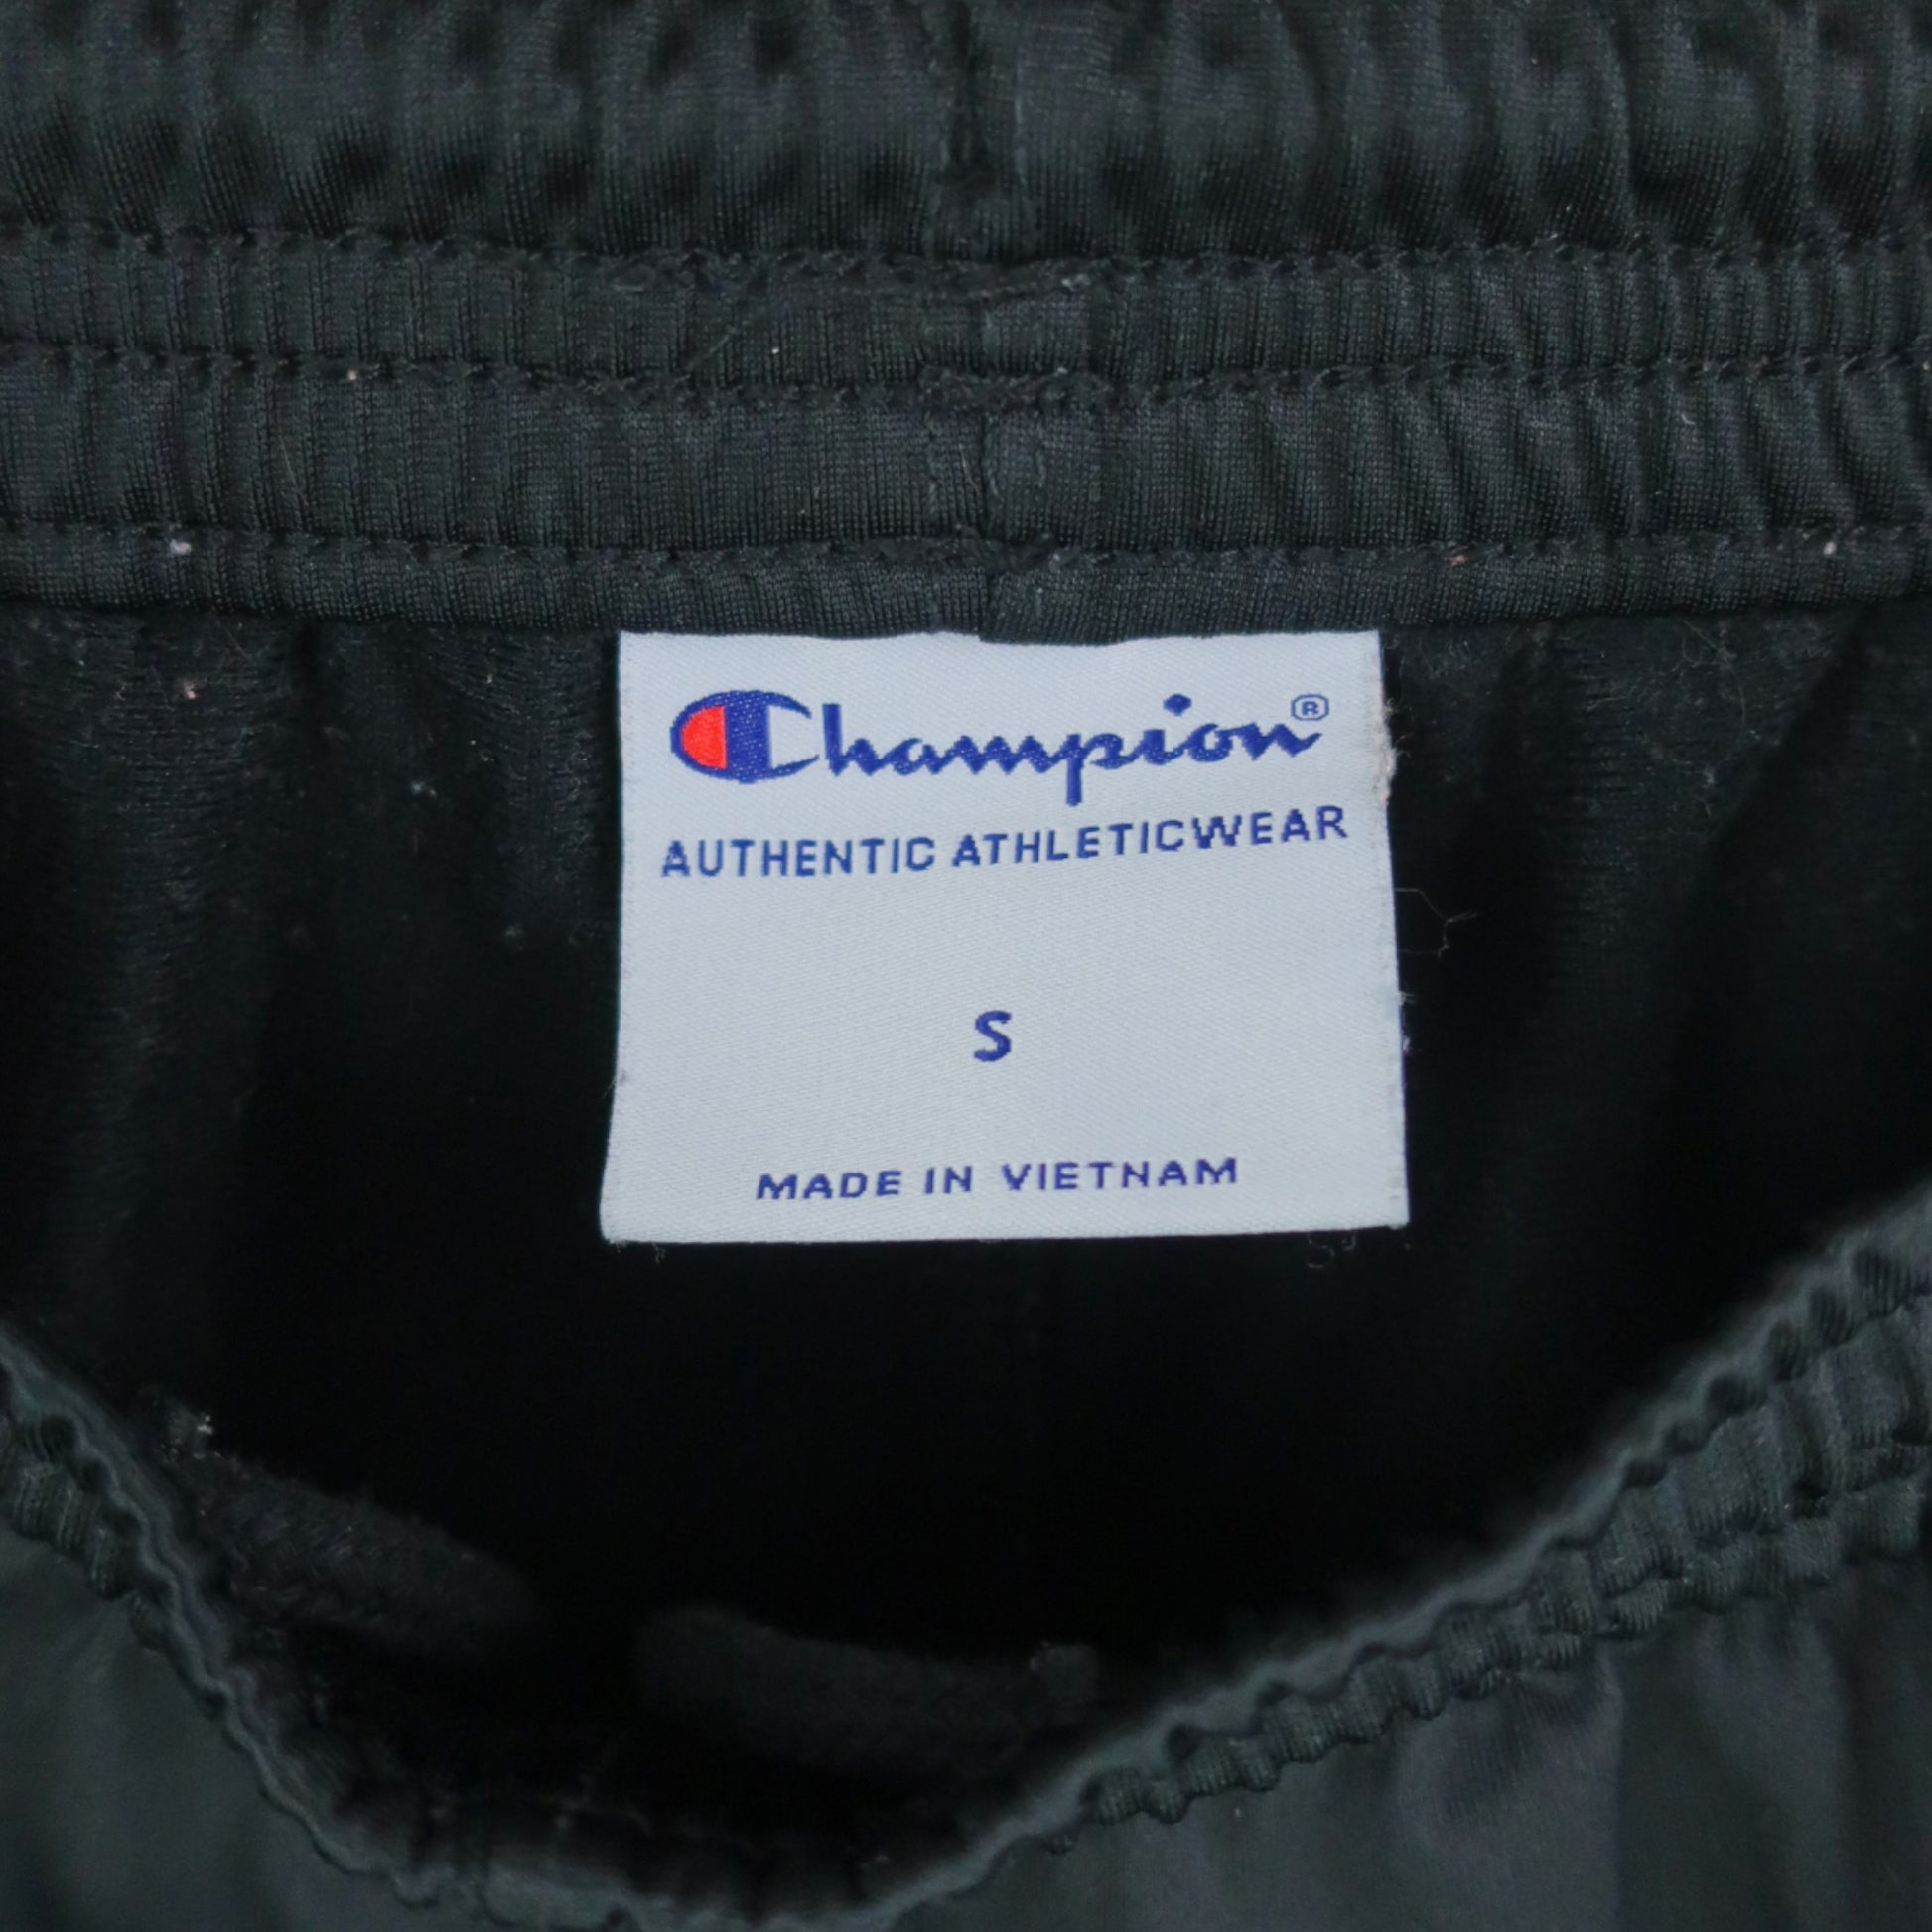 Champion®
AUTHENTIC ATHLETICWEAR
S
MADE IN VIETNAM